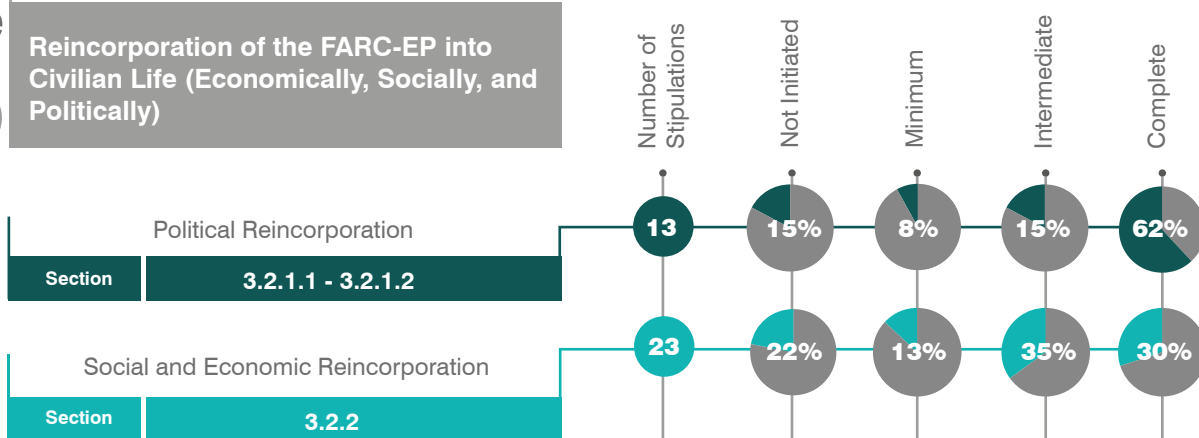 Reincorporation of the FARC-EP into
Civilian Life (Economically, Socially, and
Politically)
Number of
Stipulations
Not Initiated
Minimum
Intermediate
Complete
Political Reincorporation
13
15%
8%
15%
62%
Section
3.2.1.1 - 3.2.1.2
Social and Economic Reincorporation
23
22%
13%
35%
30%
Section
3.2.2